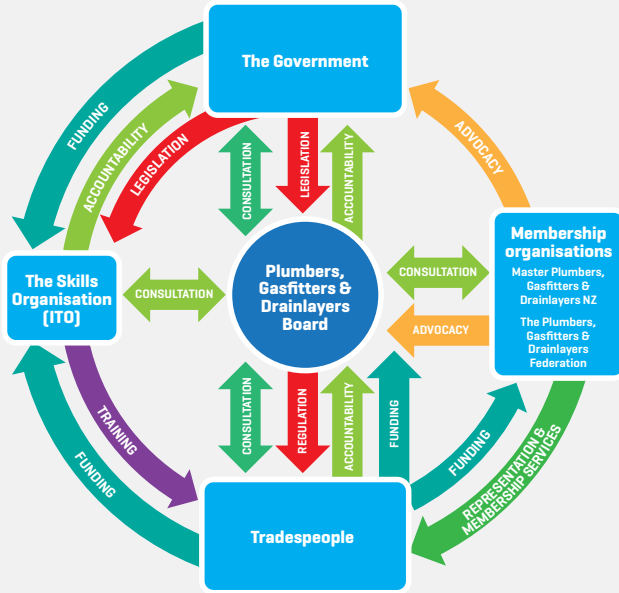 The Government
FUNDING
ACCOUNTABILITY
LEGISLATION
CONSULTATION
LEGISLATION
ACCOUNTABILITY
ADVOCACY
The Skills
Organisation
(ITO)
CONSULTATION
Plumbers,
Gasfitters &
Drainlayers
Board
CONSULTATION
ADVOCACY
Membership
organisations
Master Plumbers,
Gasfitters &
Drainlayers NZ
The Plumbers,
Gasfitters &
Drainlayers
Federation
TRAINING
FUNDING
CONSULTATION
REGULATION
ACCOUNTABILITY
FUNDING
FUNDING
REPRESENTATION &
MEMBERSHIP SERVICES
Tradespeople